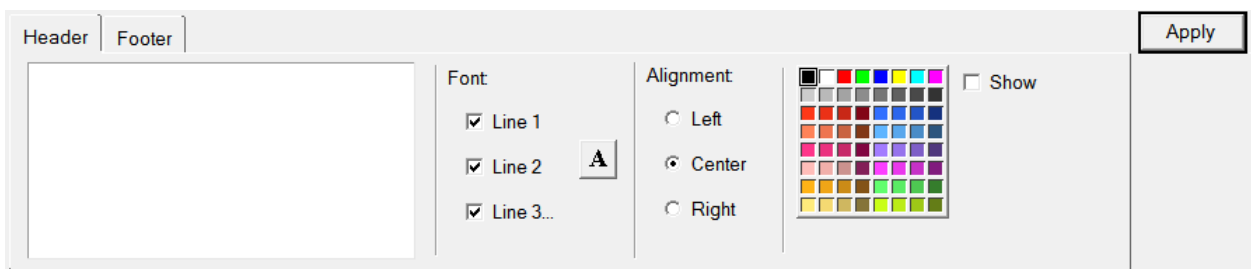 Header
Footer
Apply
Font:
Line 1
Line 2
Line 3...
A
Alignment:
Left
Center
Right
Show